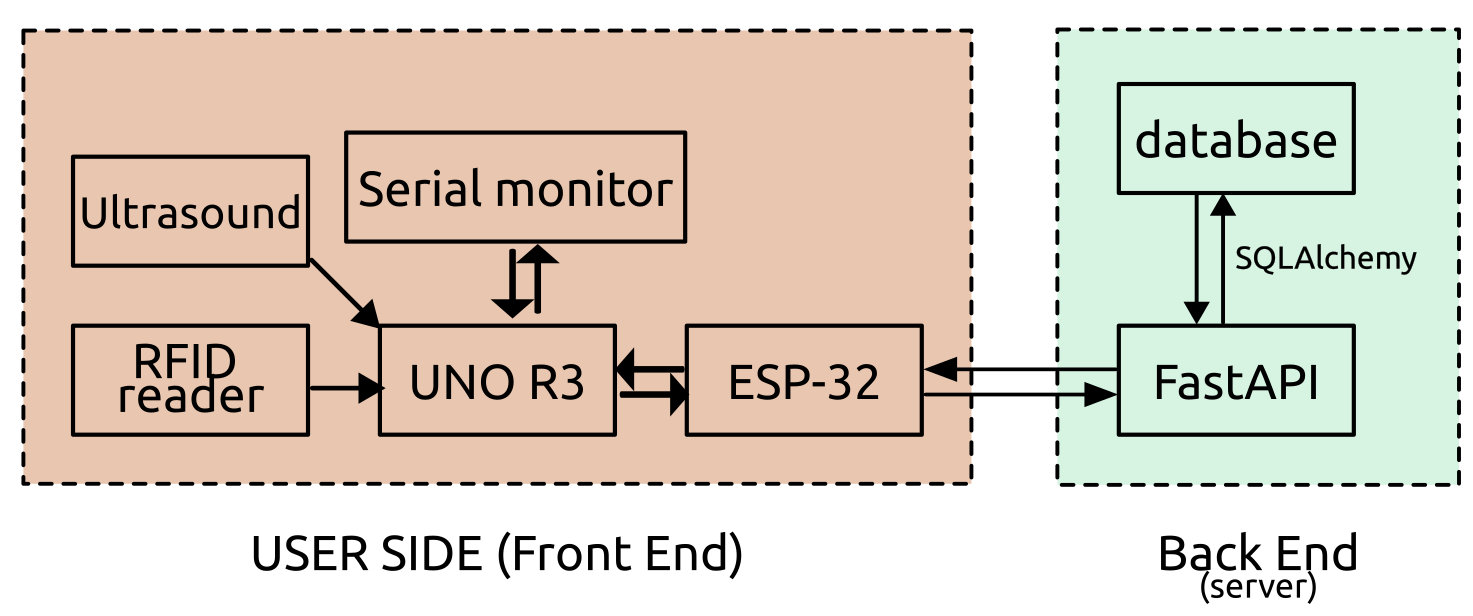 Ultrasound
Serial monitor
RFID
reader
UNO R3
ESP-32
database
SQLAlchemy
FastAPI
USER SIDE (Front End)
Back End
(server)